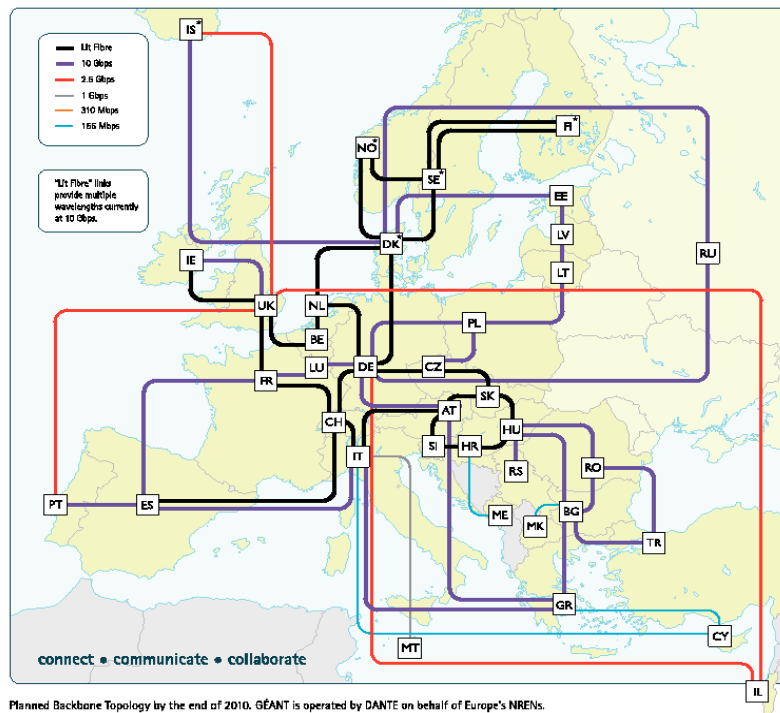 IS*
Lit Fibre
10 Gbps
2.5 Gbps
1 Gbps
310 Mbps
155 Mbps
"Lit Fibre" links
provide multiple
wavelengths currently
at 10 Gbps.
NO*
FI*
SE*
EE
DK*
LV
RU
IE
LT
UK
NL
PL
BE
LU
DE
CZ
FR
SK
AT
CH
HU
IT
SI
HR
RS
RO
PT
ES
ME
MK
BG
TR
GR
CY
MT
connect • communicate • collaborate
IL
Planned Backbone Topology by the end of 2010. GÉANT is operated by DANTE on behalf of Europe's NRENs.